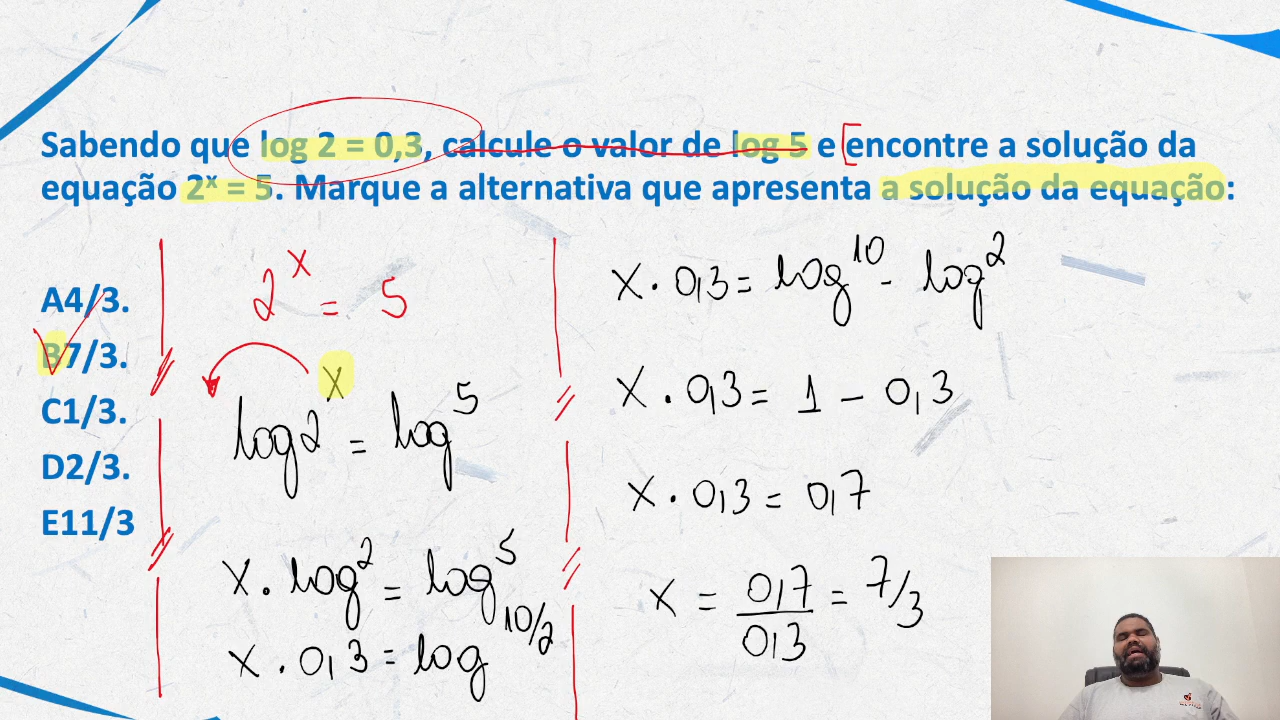 Sabendo que log 2 = 0,3, calcule o valor de log 5 e [encontre a solução da
equação 2ˣ = 5. Marque a alternativa que apresenta a solução da equação:
A4/3.
B7/3.
C1/3.
D2/3.
E11/3
2ˣ = 5
log2ˣ = log5
x · log2 = log5
x · 0,3 = log10/2
x · 0,3 = log10 - log2
x · 0,3 = 1 - 0,3
x · 0,3 = 0,7
x = 0,7/0,3 = 7/3